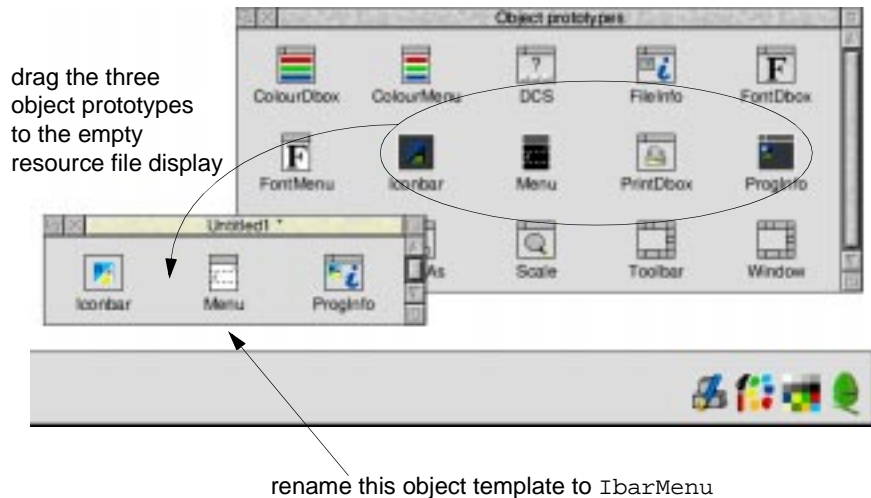 Object prototypes
drag the three
object prototypes
to the empty
resource file display
ColourDbox ColourMenu DCS FileInfo FontDbox
FontMenu Iconbar Menu PrintDbox ProgInfo
Untitled1 *
Iconbar Menu ProgInfo
As Scale Toolbar Window
rename this object template to IbarMenu